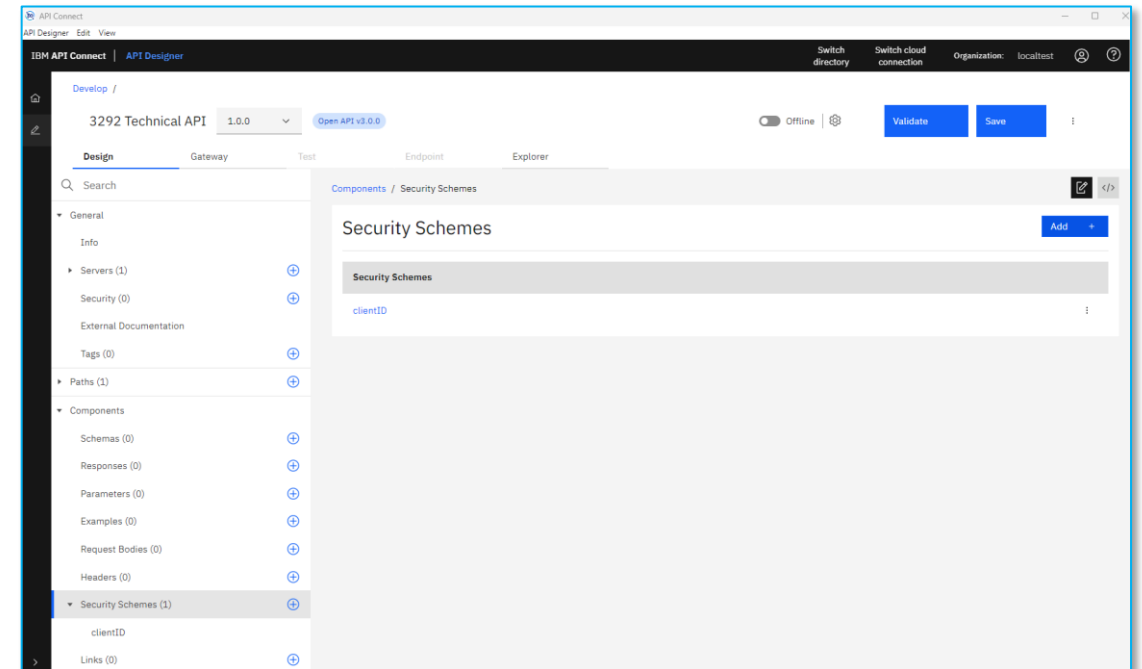 API Connect
API Designer Edit View
IBM API Connect | API Designer
Switch directory
Switch cloud connection
Organization: localtest
Develop /
3292 Technical API 1.0.0 Open API v3.0.0
Offline
Validate
Save
Design Gateway Test Endpoint Explorer
Search
General
Info
Servers (1)
Security (0)
External Documentation
Tags (0)
Paths (1)
Components
Schemas (0)
Responses (0)
Parameters (0)
Examples (0)
Request Bodies (0)
Headers (0)
Security Schemes (1)
clientID
Links (0)
Components / Security Schemes
</>
Security Schemes
Add +
Security Schemes
clientID